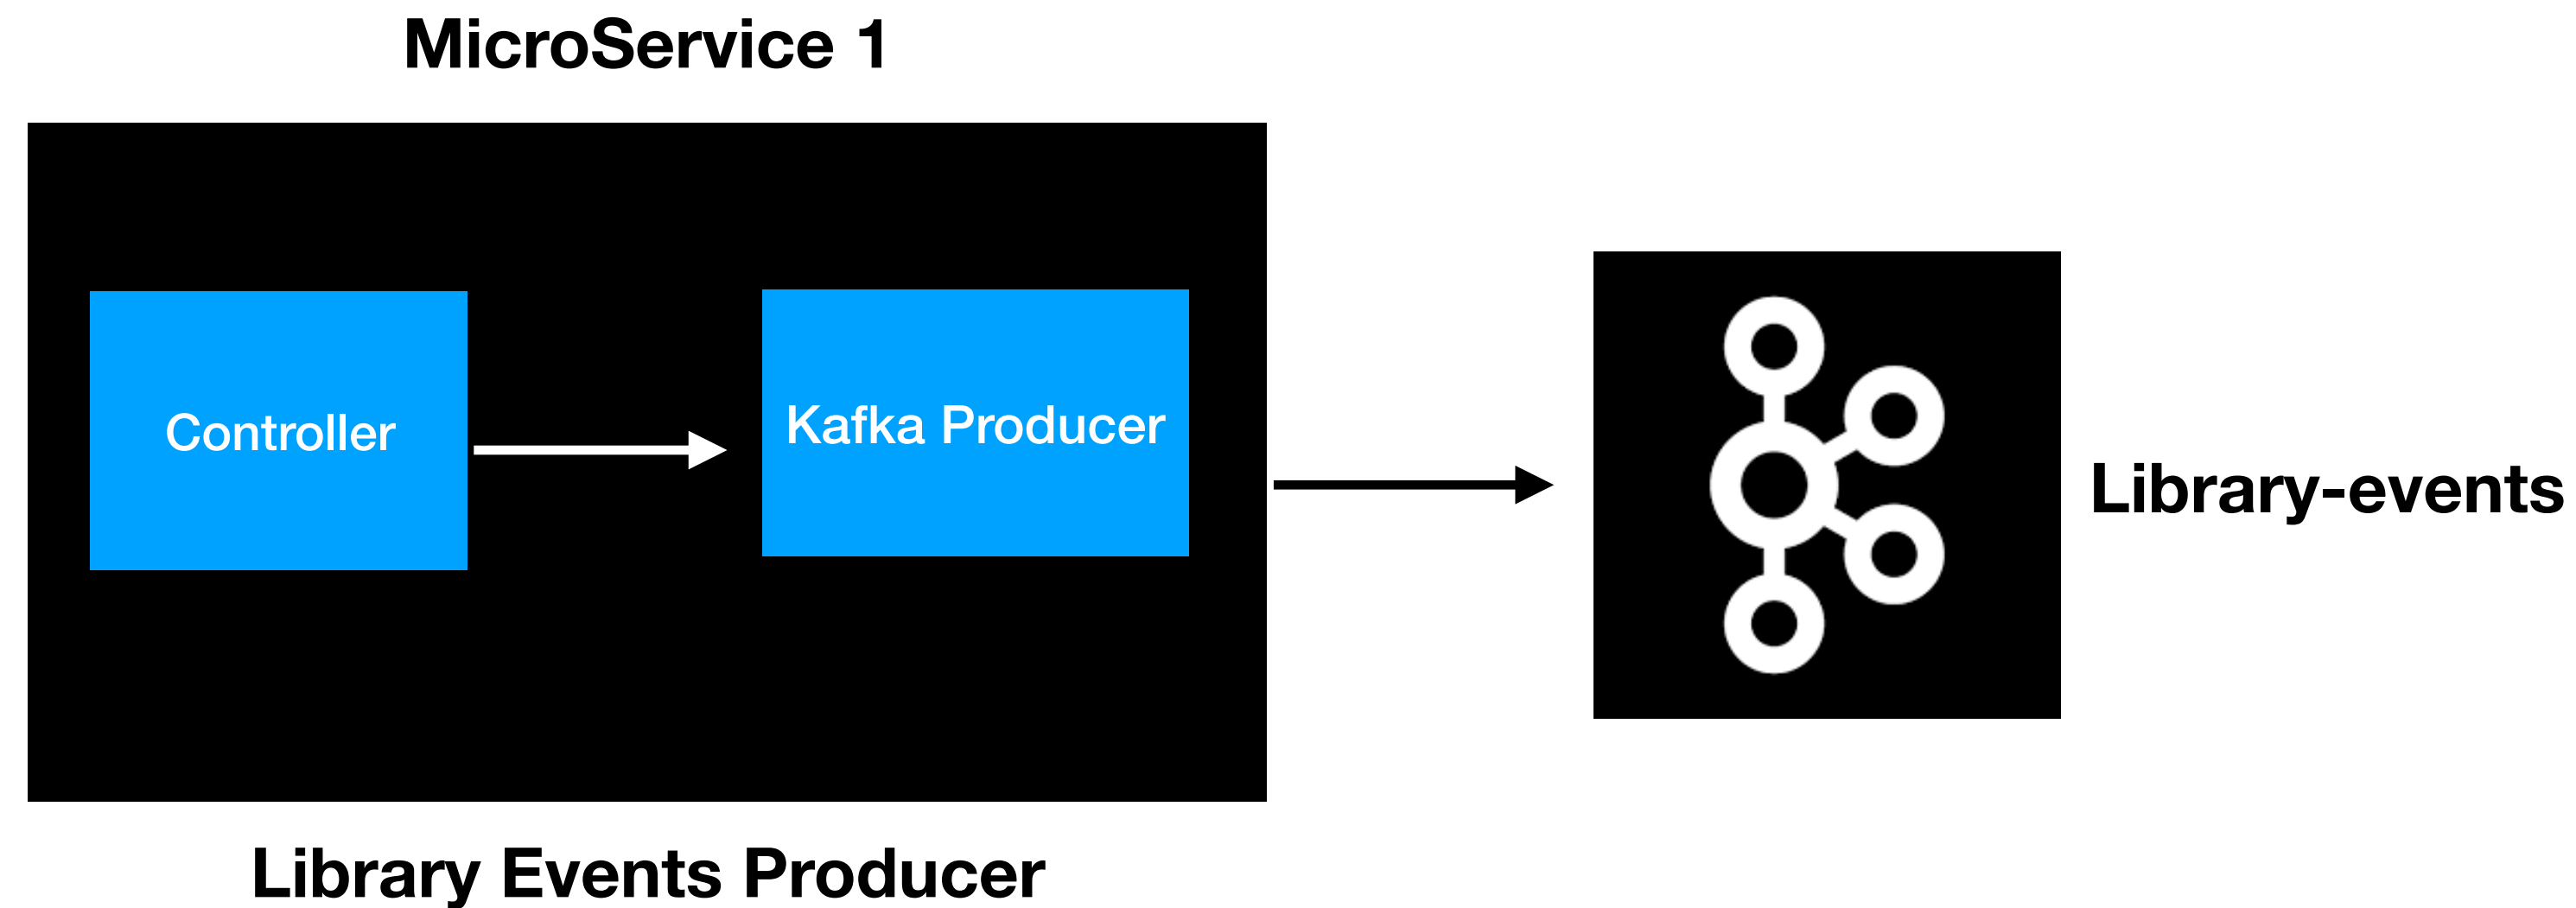 MicroService 1
Controller
Kafka Producer
Library-events
Library Events Producer